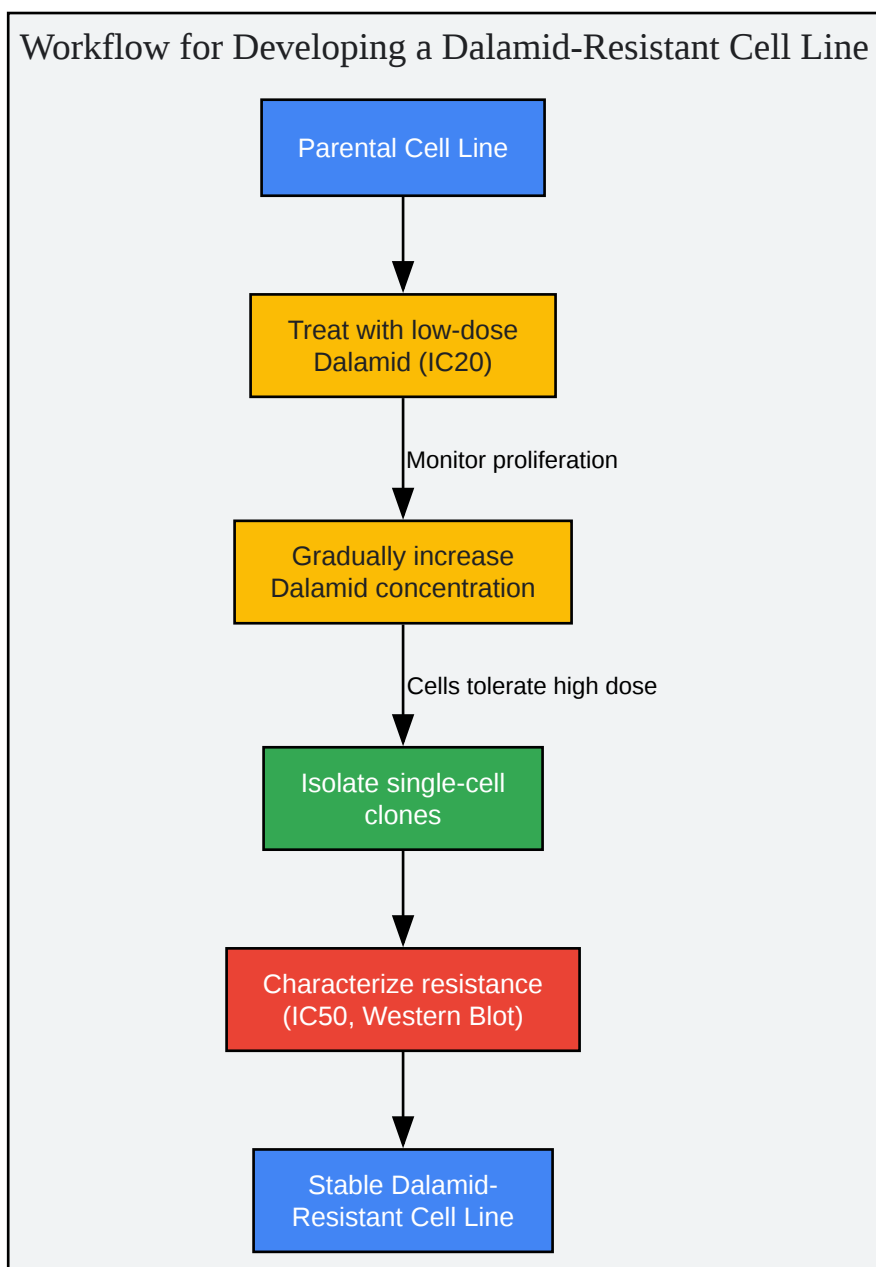 Workflow for Developing a Dalamid-Resistant Cell Line
Parental Cell Line
Treat with low-dose
Dalamid (IC20)
Monitor proliferation
Gradually increase
Dalamid concentration
Cells tolerate high dose
Isolate single-cell
clones
Characterize resistance
(IC50, Western Blot)
Stable Dalamid-
Resistant Cell Line